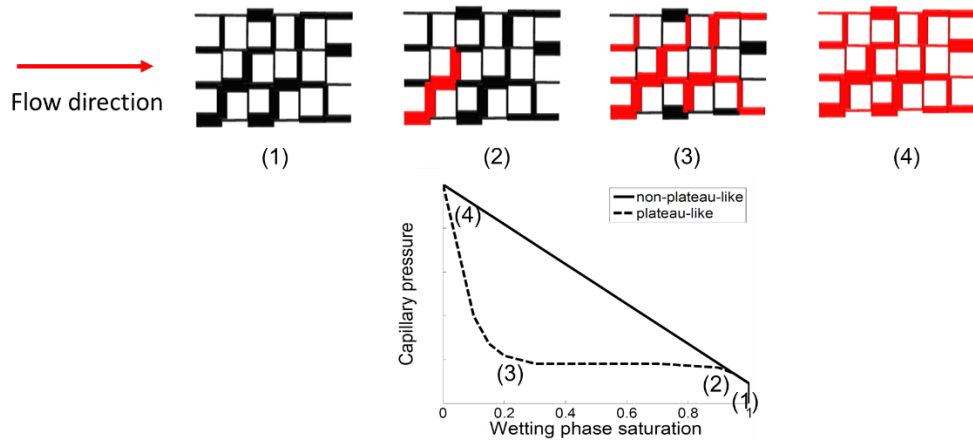 Flow direction
(1)
(2)
(3)
(4)
non-plateau-like
plateau-like
(4)
(3)
(2)
(1)
Capillary pressure
0
0.2
0.4
0.6
0.8
1
Wetting phase saturation